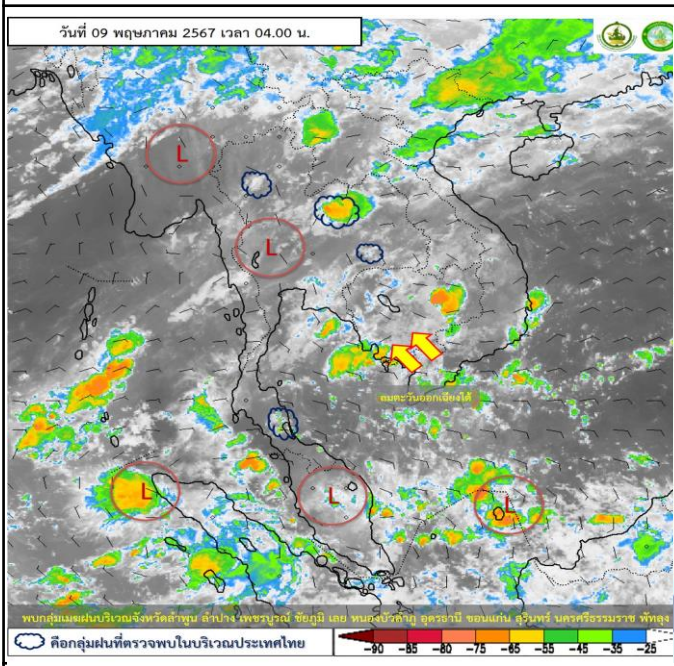 วันที่ 09 พฤษภาคม 2567 เวลา 04.00 น.
L
L
ลมตะวันออกเฉียงใต้
L
L
L
พบกลุ่มเมฆฝนบริเวณจังหวัดลำพูน ลำปาง เพชรบูรณ์ ชัยภูมิ เลย หนองบัวลำภู อุดรธานี ขอนแก่น สุรินทร์ นครศรีธรรมราช พัทลุง
คือกลุ่มฝนที่ตรวจพบในบริเวณประเทศไทย
-90 -85 -80 -75 -65 -55 -45 -35 -25